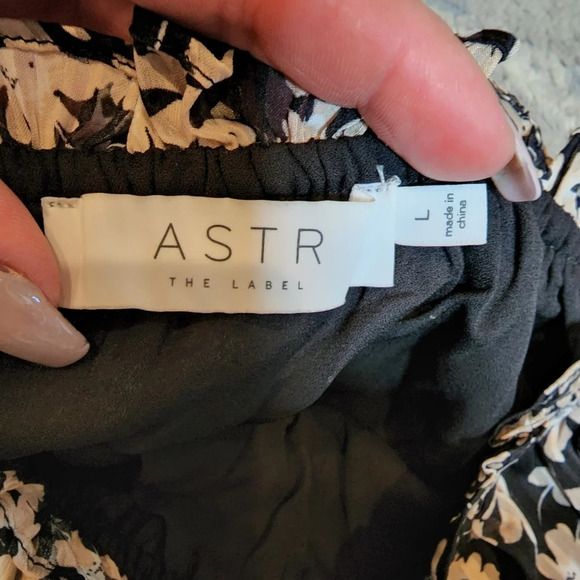 ASTR
THE LABEL
L
made in
china